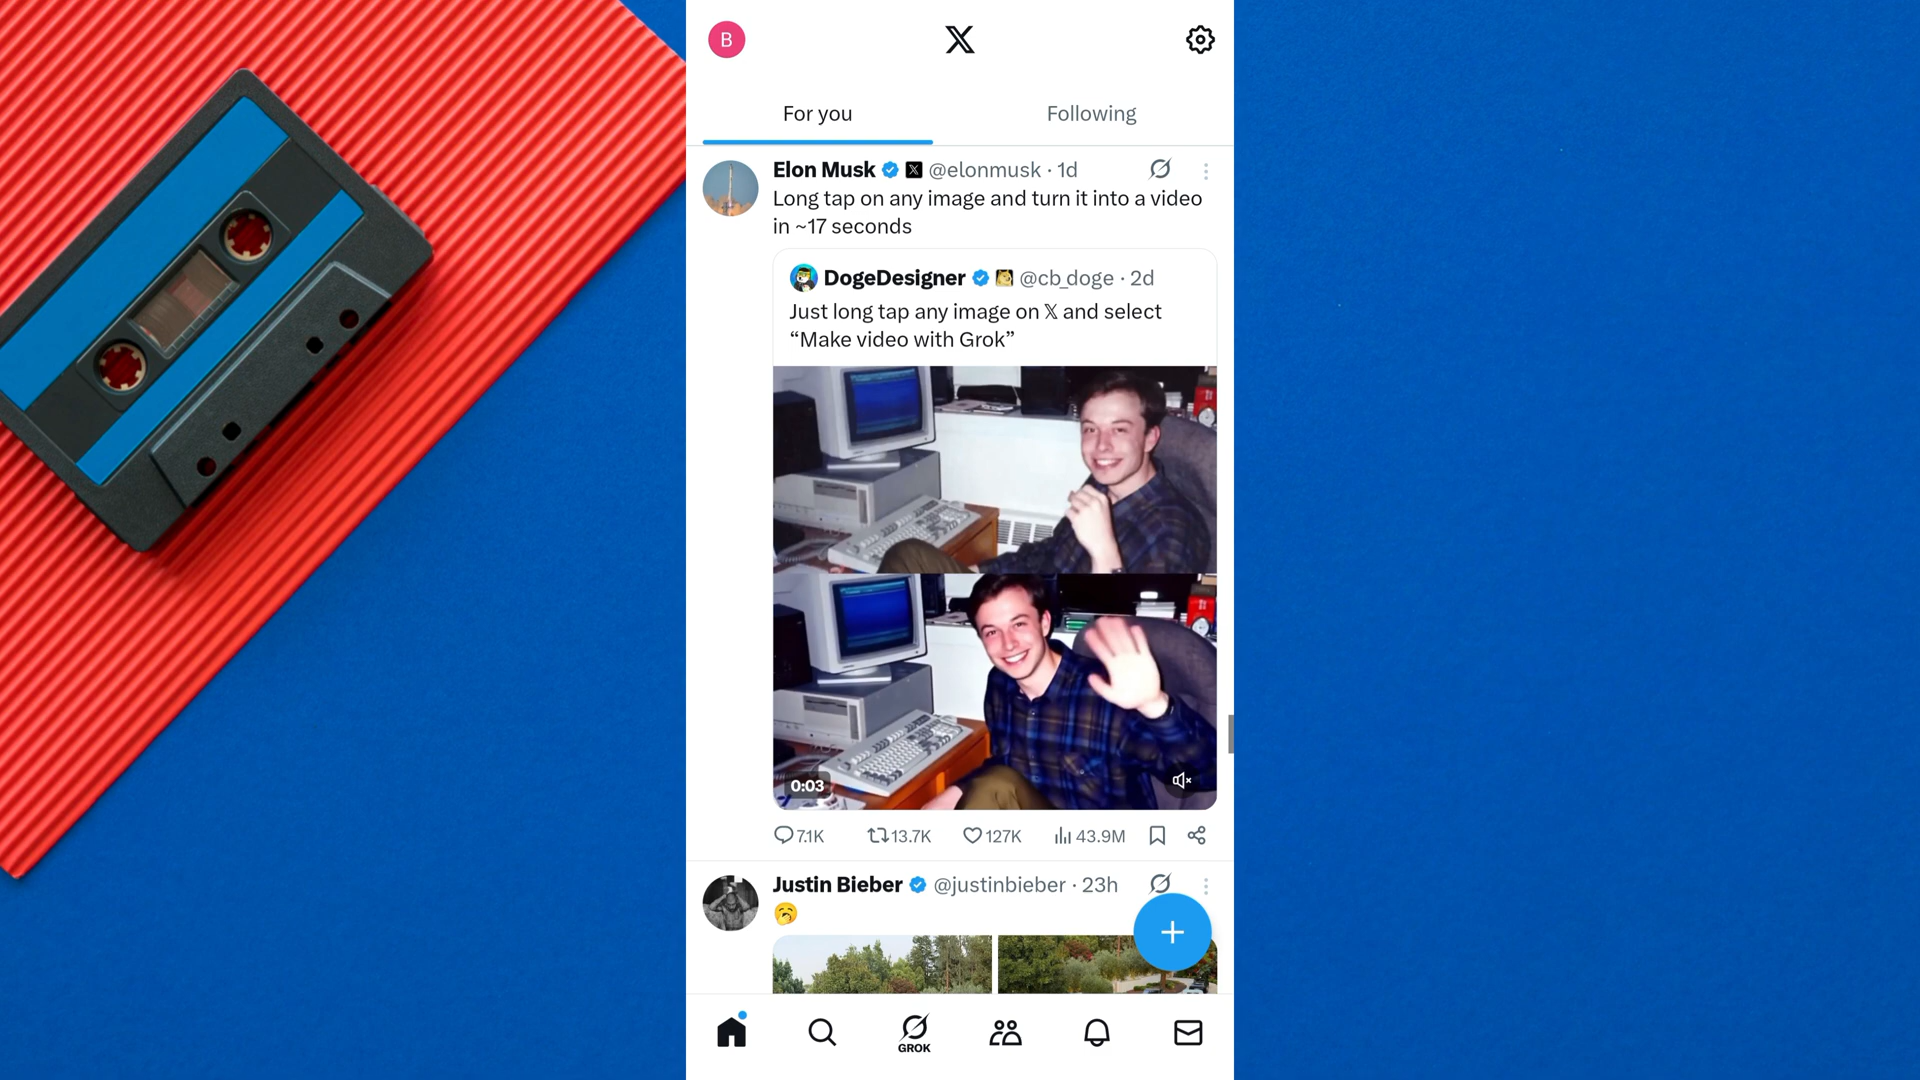 B
X
For you
Following
Elon Musk @elonmusk · 1d
Long tap on any image and turn it into a video
in ~17 seconds
DogeDesigner @cb_doge · 2d
Just long tap any image on 𝕏 and select
“Make video with Grok”
0:03
7.1K 13.7K 127K 43.9M
Justin Bieber @justinbieber · 23h
🥱
GROK